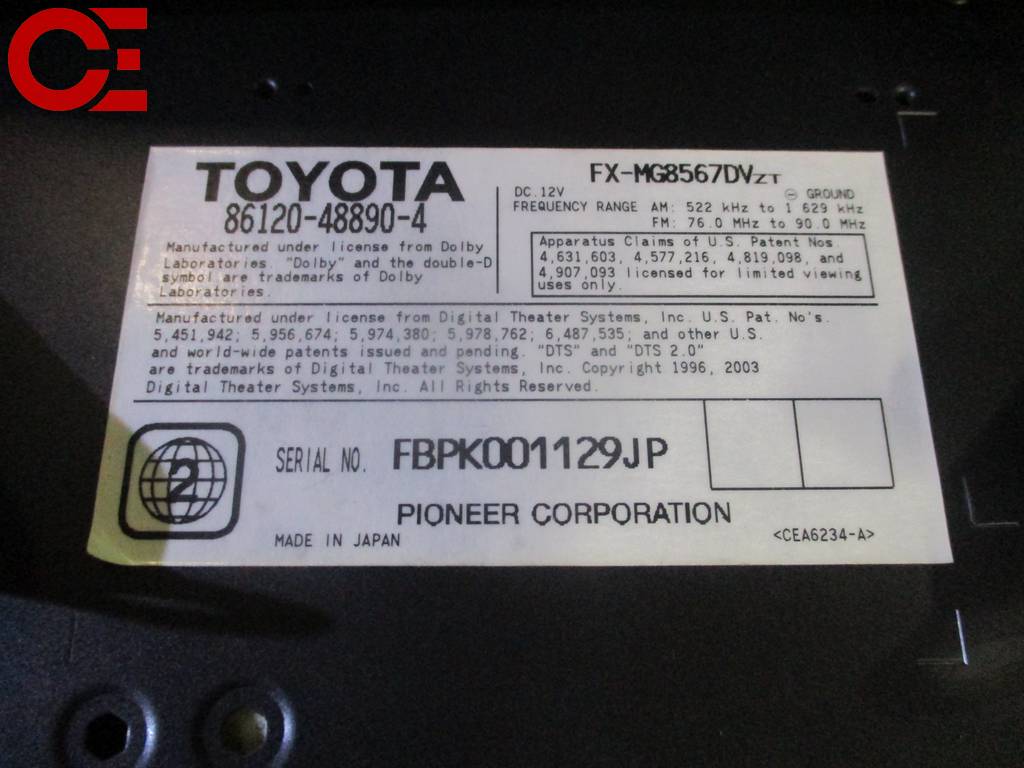 CE
TOYOTA
86120-48890-4
Manufactured under license from Dolby
Laboratories. "Dolby" and the double-D
symbol are trademarks of Dolby
Laboratories.
FX-MG8567DVZT
DC.12V GROUND
FREQUENCY RANGE AM: 522 kHz to 1 629 kHz
FM: 76.0 MHz to 90.0 MHz
Apparatus Claims of U.S. Patent Nos.
4,631,603, 4,577,216, 4,819,098, and
4,907,093 licensed for limited viewing
uses only.
Manufactured under license from Digital Theater Systems, Inc. U.S. Pat. No's.
5,451,942; 5,956,674; 5,974,380; 5,978,762; 6,487,535; and other U.S.
and world-wide patents issued and pending. "DTS" and "DTS 2.0"
are trademarks of Digital Theater Systems, Inc. Copyright 1996, 2003
Digital Theater Systems, Inc. All Rights Reserved.
2
SERIAL NO. FBPK001129JP
PIONEER CORPORATION
MADE IN JAPAN
<CEA6234-A>